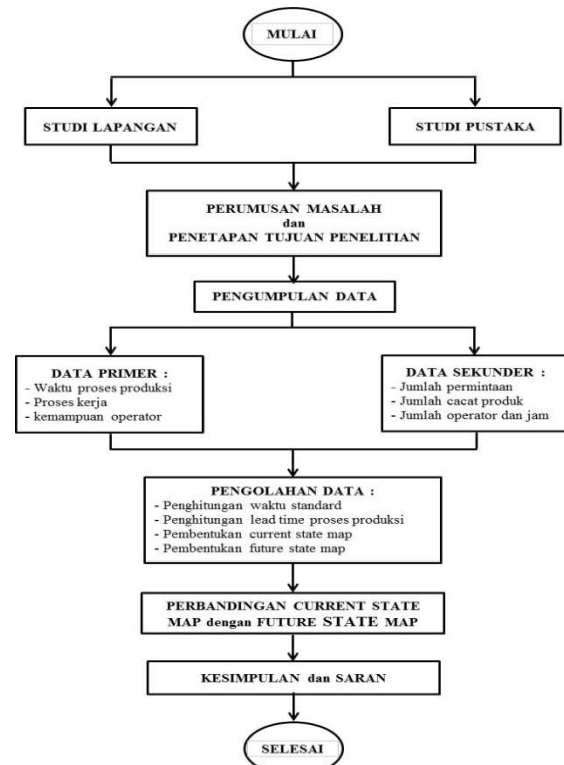 MULAI
STUDI LAPANGAN
STUDI PUSTAKA
PERUMUSAN MASALAH
dan
PENETAPAN TUJUAN PENELITIAN
PENGUMPULAN DATA
DATA PRIMER :
- Waktu proses produksi
- Proses kerja
- kemampuan operator
DATA SEKUNDER :
- Jumlah permintaan
- Jumlah cacat produk
- Jumlah operator dan jam
PENGOLAHAN DATA :
- Penghitungan waktu standard
- Penghitungan lead time proses produksi
- Pembentukan current state map
- Pembentukan future state map
PERBANDINGAN CURRENT STATE
MAP dengan FUTURE STATE MAP
KESIMPULAN dan SARAN
SELESAI